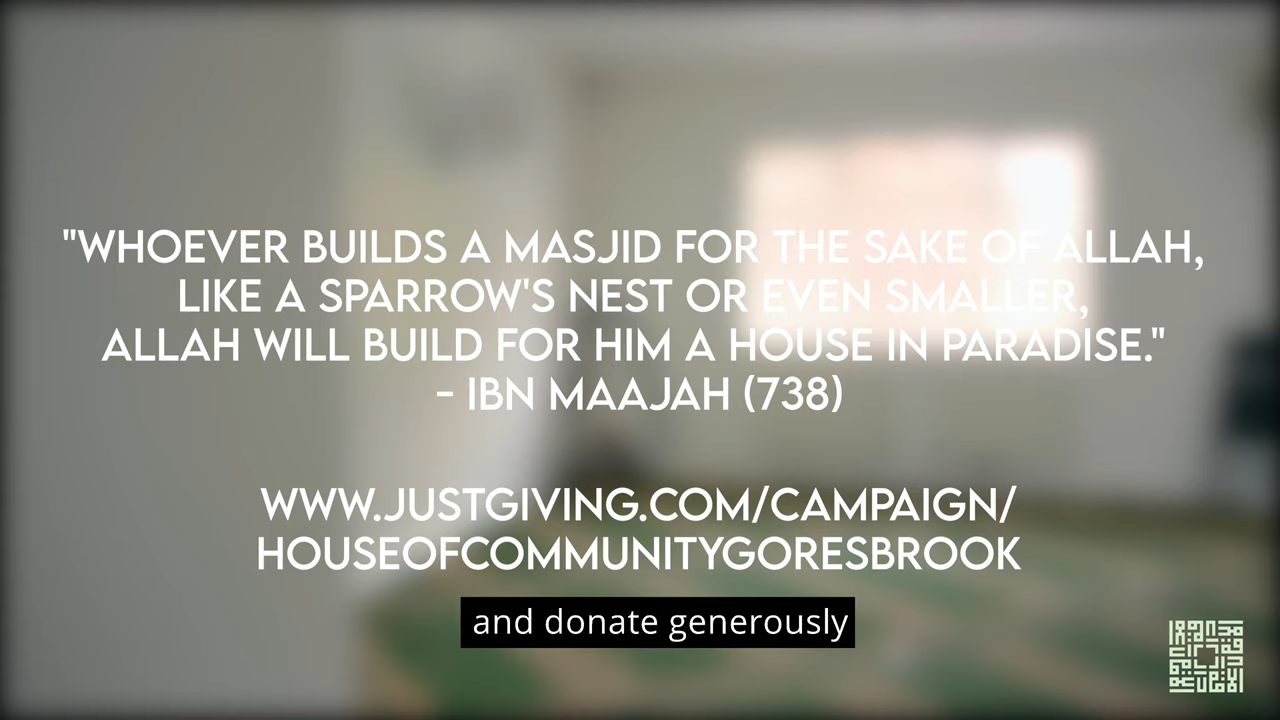 "WHOEVER BUILDS A MASJID FOR THE SAKE OF ALLAH,
LIKE A SPARROW'S NEST OR EVEN SMALLER,
ALLAH WILL BUILD FOR HIM A HOUSE IN PARADISE."
- IBN MAAJAH (738)
WWW.JUSTGIVING.COM/CAMPAIGN/
HOUSEOFCOMMUNITYGORESBROOK
and donate generously